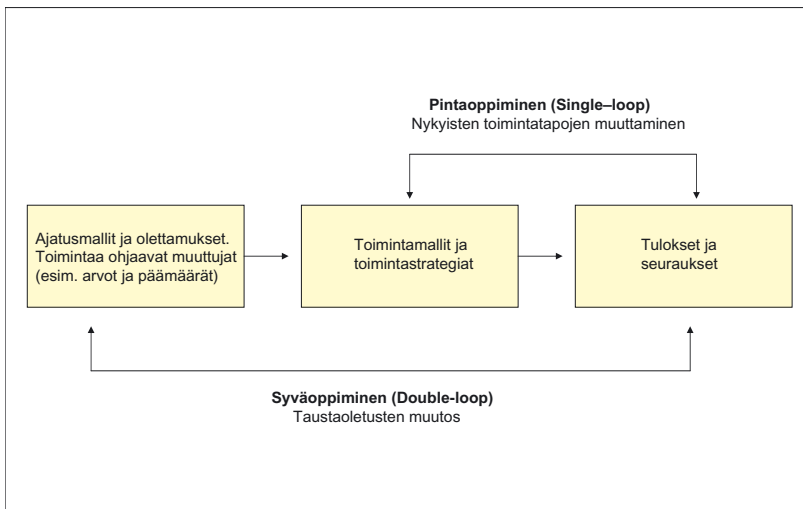 Pintaoppiminen (Single–loop)
Nykyisten toimintatapojen muuttaminen
Ajatusmallit ja olettamukset.
Toimintaa ohjaavat muuttujat
(esim. arvot ja päämäärät)
Toimintamallit ja
toimintastrategiat
Tulokset ja
seuraukset
Syväoppiminen (Double-loop)
Taustaoletusten muutos